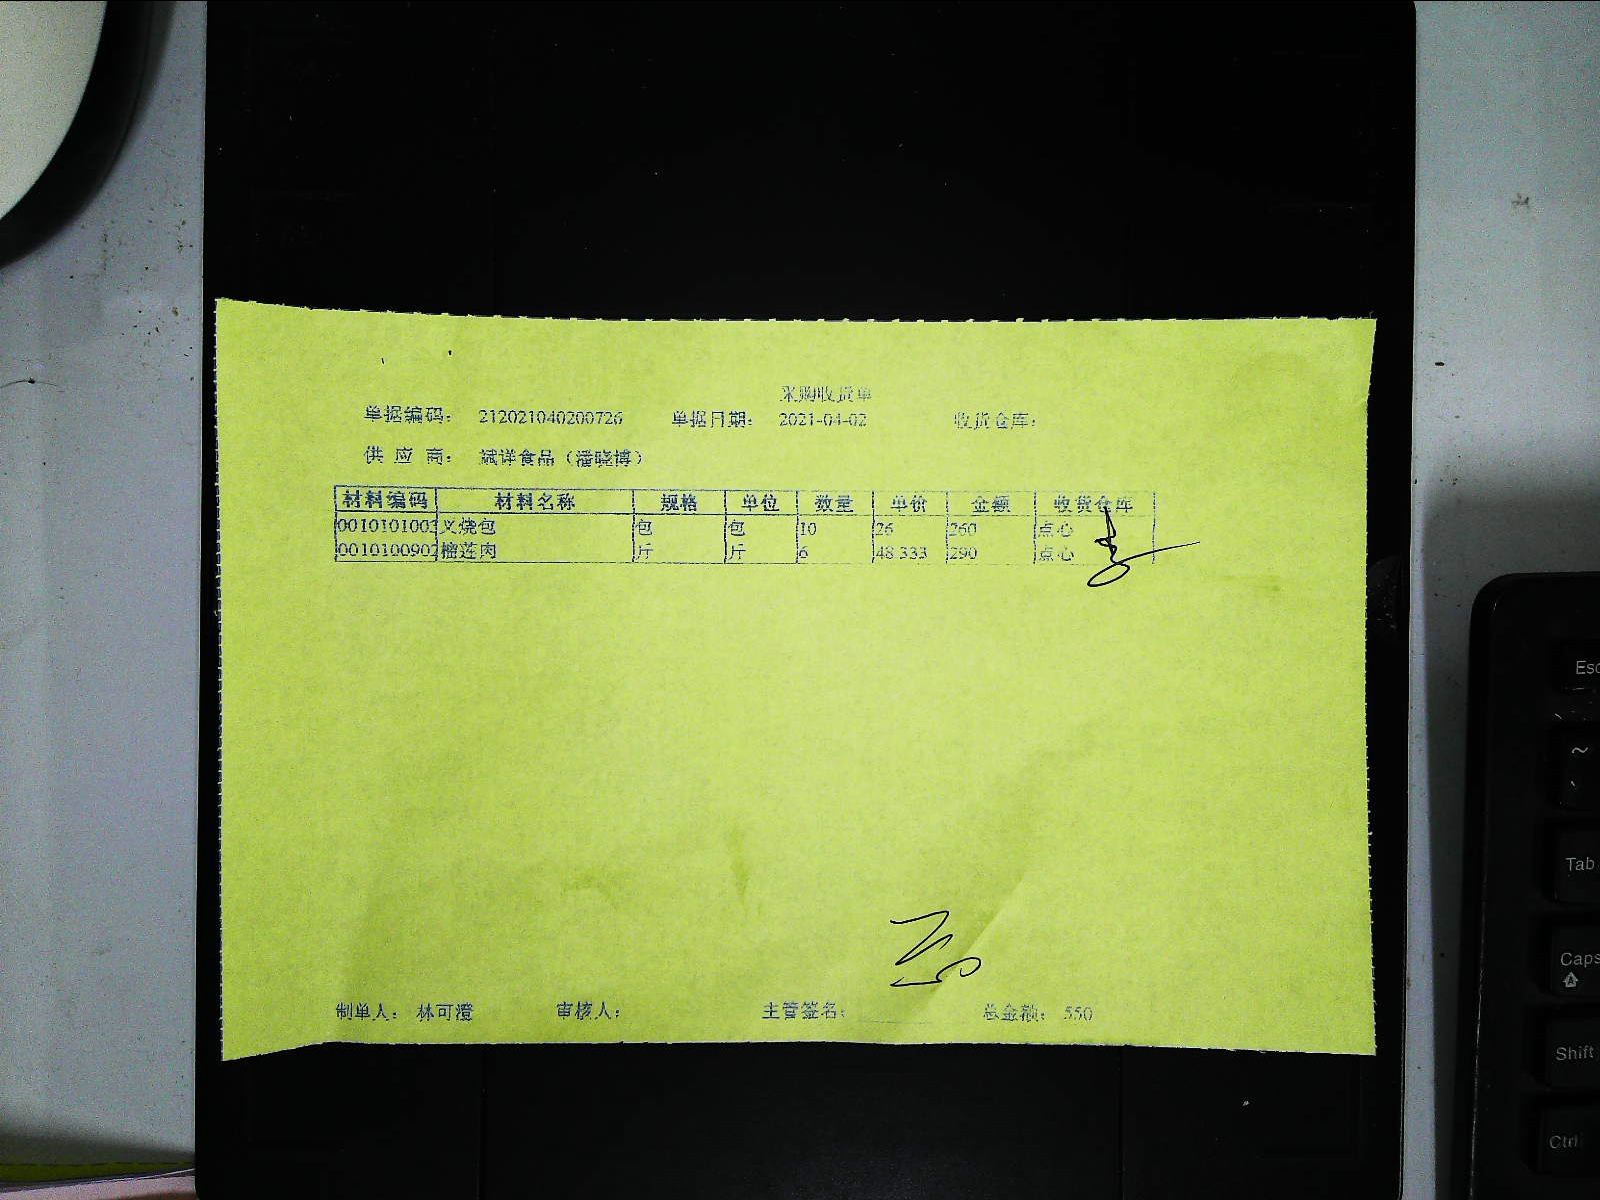 采购收货单
单据编码： 212021040200726 单据日期： 2021-04-02 收货仓库：
供 应 商： 斌详食品（潘晓博）
材料编码 材料名称 规格 单位 数量 单价 金额 收货仓库
0010101003 叉烧包 包 包 10 26 260 点心
0010100902 榴莲肉 斤 斤 6 48.333 290 点心
制单人： 林可澄 审核人： 主管签名： 总金额： 550
Esc
~
、
Tab
Caps
Shift
Ctrl